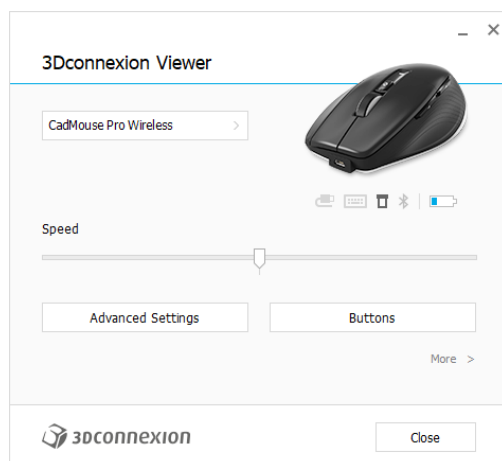 3Dconnexion Viewer
CadMouse Pro Wireless
Speed
Advanced Settings
Buttons
More >
3Dconnexion
Close